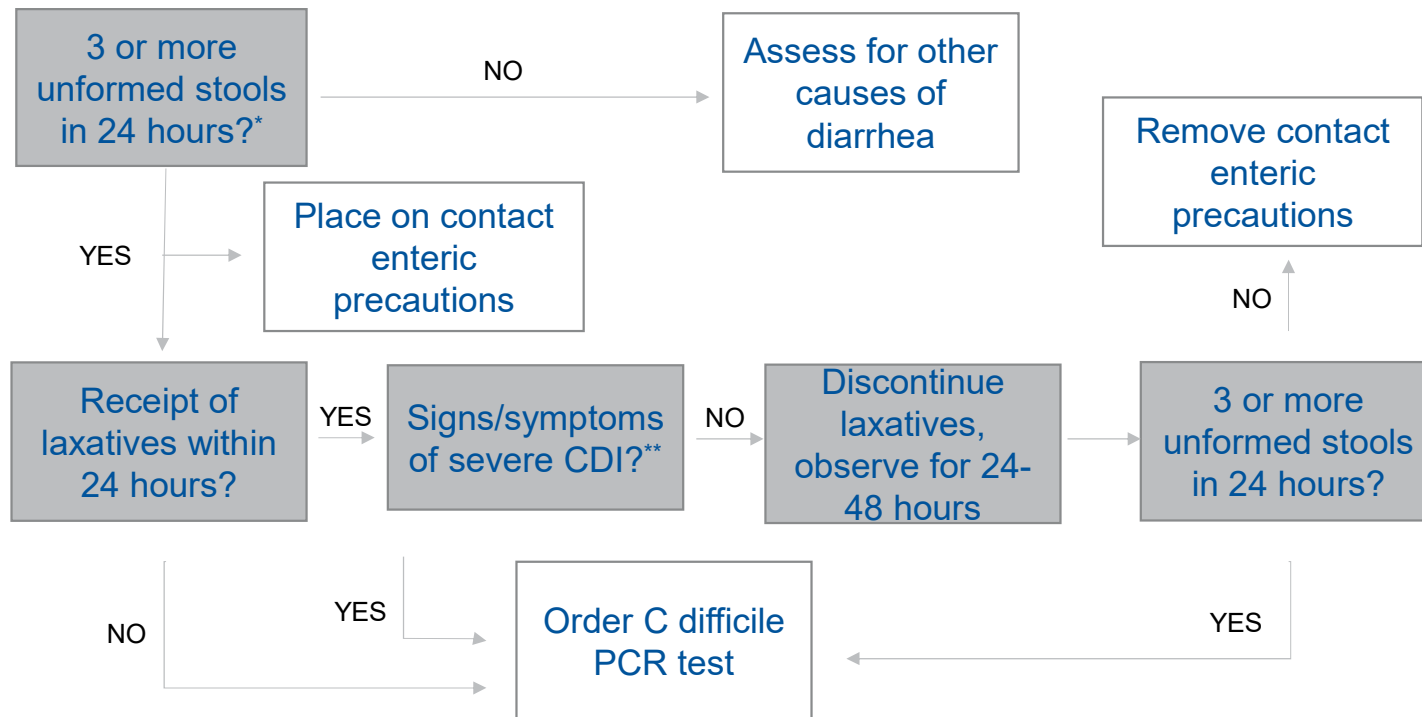 3 or more
unformed stools
in 24 hours?*
NO
Assess for other
causes of
diarrhea
Remove contact
enteric
precautions
YES
Place on contact
enteric
precautions
NO
Receipt of
laxatives within
24 hours?
YES
Signs/symptoms
of severe CDI?**
NO
Discontinue
laxatives,
observe for 24-
48 hours
3 or more
unformed stools
in 24 hours?
NO
YES
Order C difficile
PCR test
YES